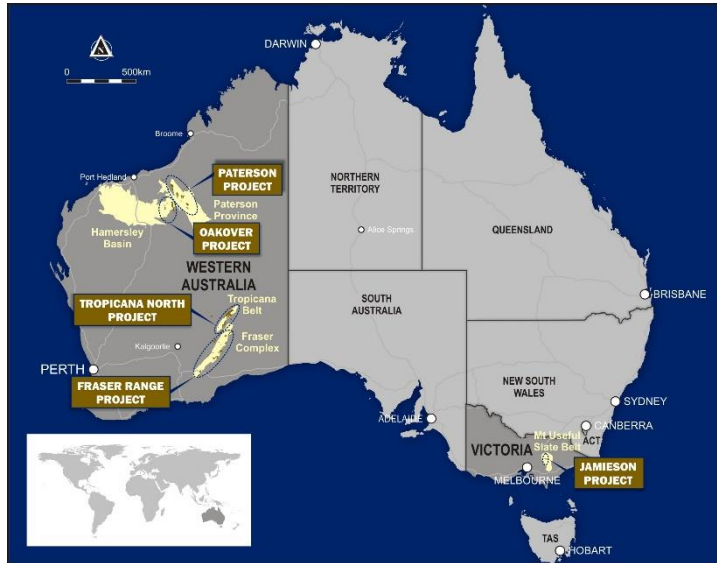 DARWIN
0 500km
Broome
Port Hedland
PATERSON
PROJECT
NORTHERN
TERRITORY
Paterson
Province
Hamersley
Basin
OAKOVER
PROJECT
Alice Springs
QUEENSLAND
WESTERN
AUSTRALIA
TROPICANA NORTH
PROJECT
Tropicana
Belt
SOUTH
AUSTRALIA
BRISBANE
Kalgoorlie
Fraser
Complex
PERTH
FRASER RANGE
PROJECT
NEW SOUTH
WALES
SYDNEY
ADELAIDE
CANBERRA
ACT
VICTORIA
Mt Useful
Slate Belt
MELBOURNE
JAMIESON
PROJECT
TAS
HOBART